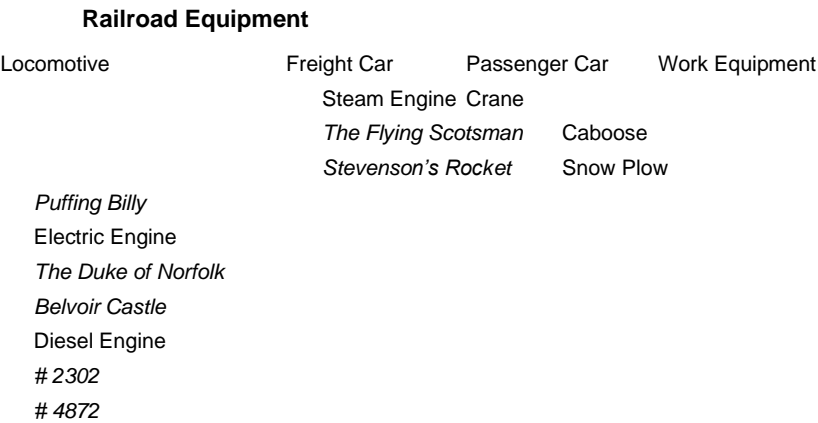 Railroad Equipment
Locomotive Freight Car Passenger Car Work Equipment
Steam Engine Crane
The Flying Scotsman Caboose
Stevenson’s Rocket Snow Plow
Puffing Billy
Electric Engine
The Duke of Norfolk
Belvoir Castle
Diesel Engine
# 2302
# 4872